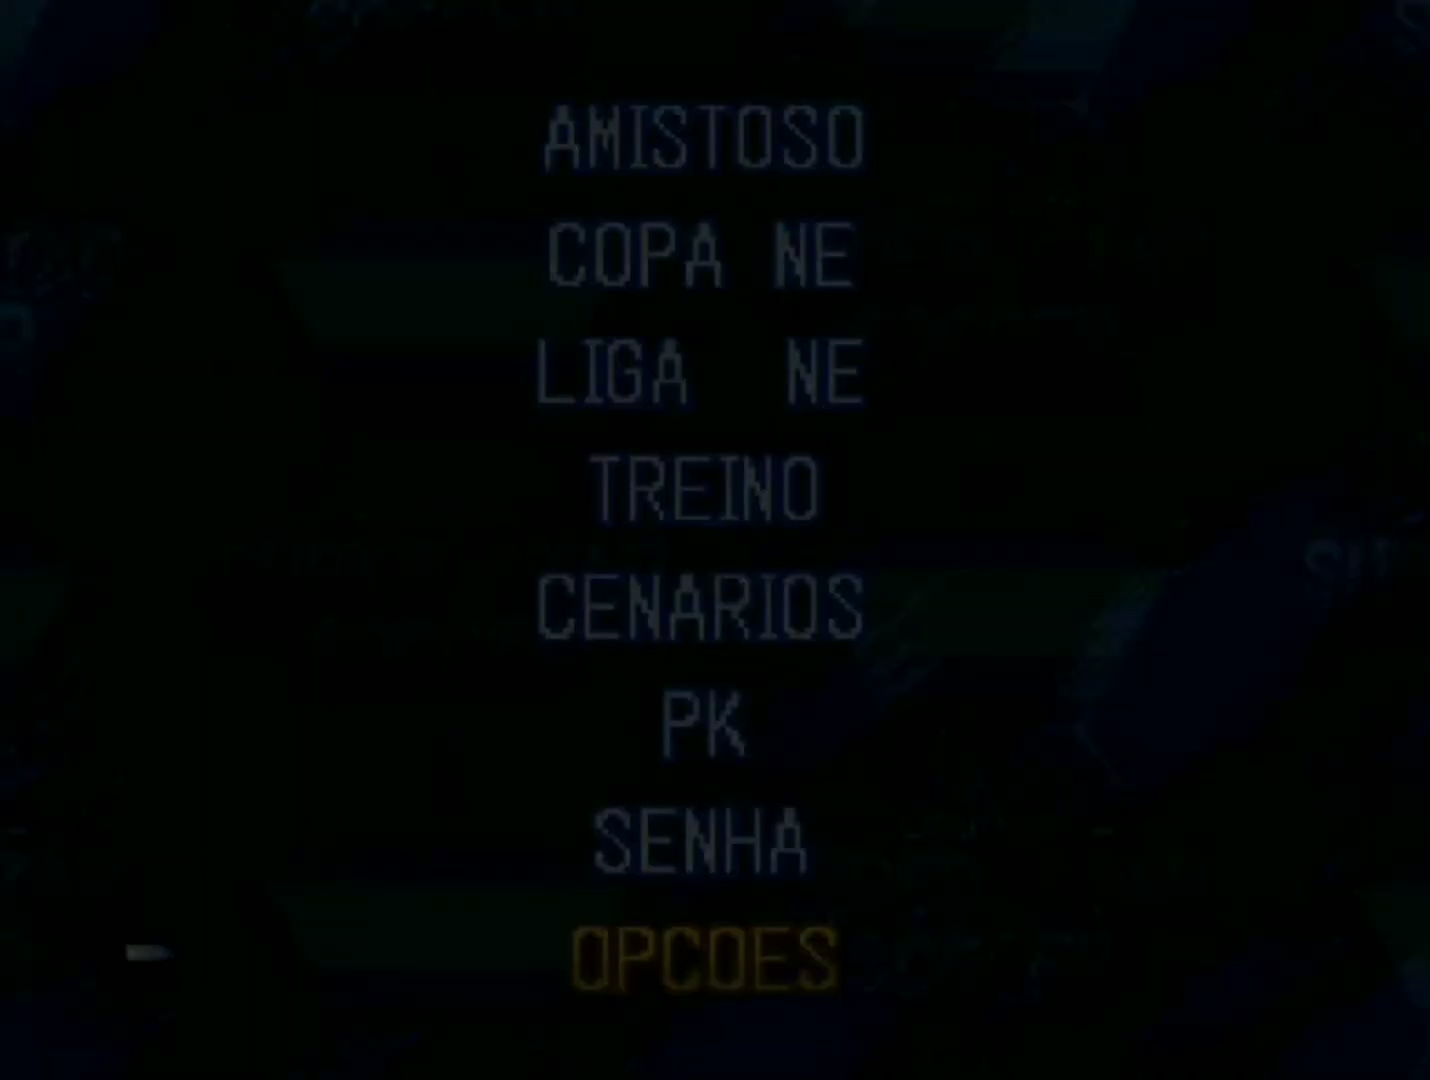 AMISTOSO
COPA NE
LIGA NE
TREINO
CENARIOS
PK
SENHA
OPCOES